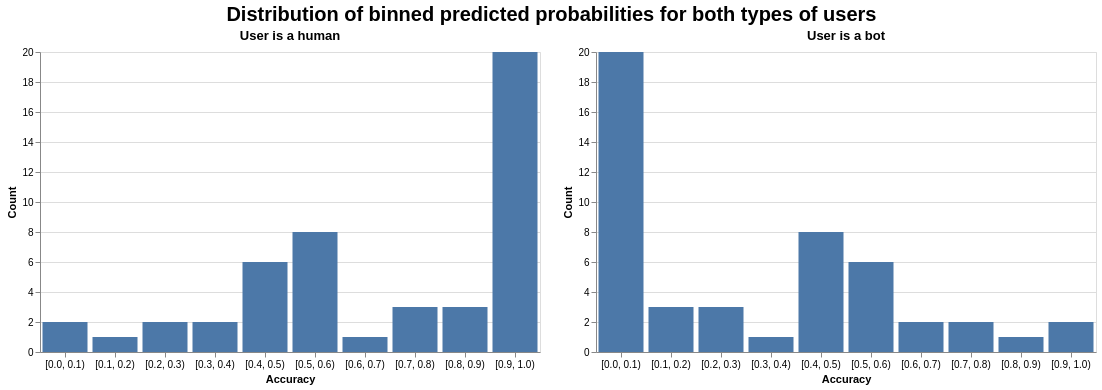 Distribution of binned predicted probabilities for both types of users
User is a human
20
18
16
14
12
10
8
6
4
2
0
Count
[0.0, 0.1) [0.1, 0.2) [0.2, 0.3) [0.3, 0.4) [0.4, 0.5) [0.5, 0.6) [0.6, 0.7) [0.7, 0.8) [0.8, 0.9) [0.9, 1.0)
Accuracy
User is a bot
20
18
16
14
12
10
8
6
4
2
0
Count
[0.0, 0.1) [0.1, 0.2) [0.2, 0.3) [0.3, 0.4) [0.4, 0.5) [0.5, 0.6) [0.6, 0.7) [0.7, 0.8) [0.8, 0.9) [0.9, 1.0)
Accuracy